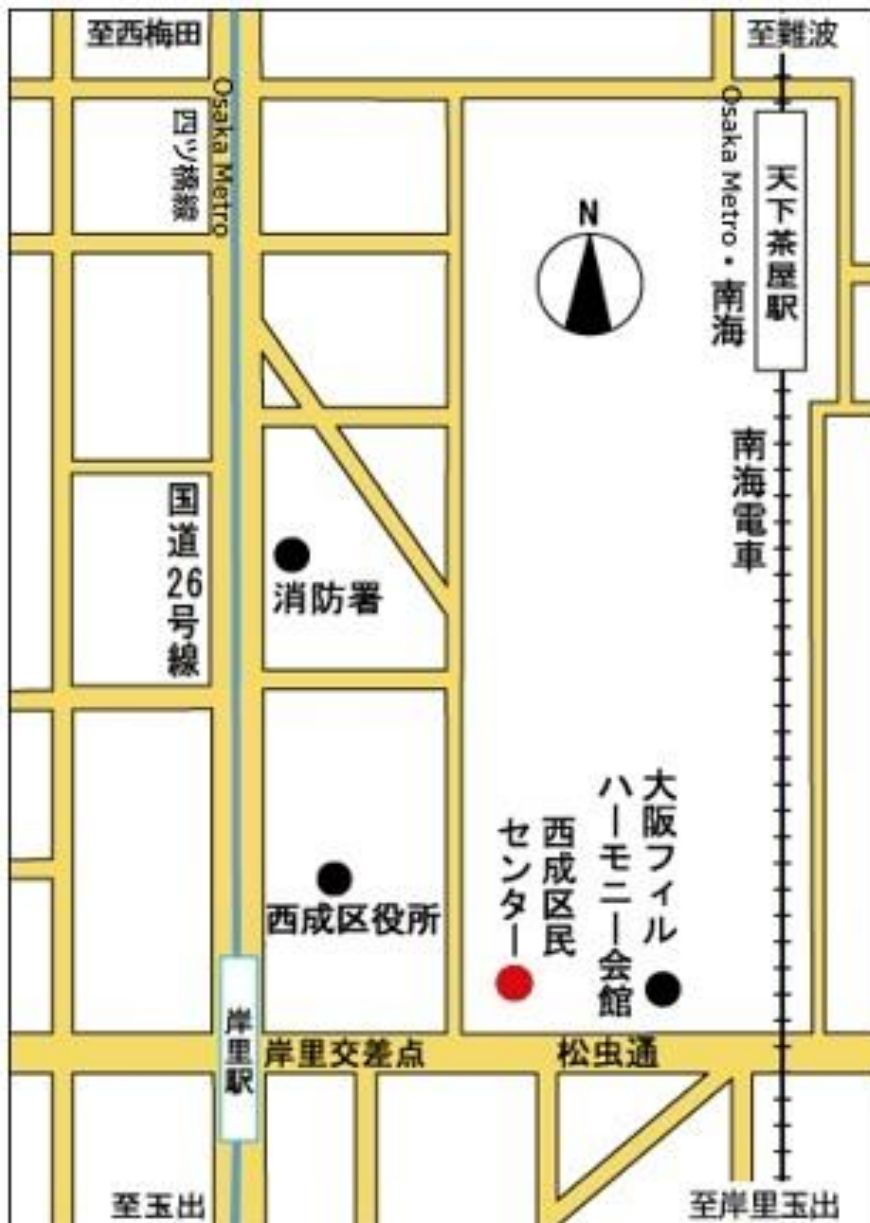 至西梅田
至難波
Osaka Metro
四ツ橋線
N
Osaka Metro・南海
天下茶屋駅
南海電車
国道26号線
消防署
大阪フィル
ハーモニー会館
西成区民
センター
西成区役所
岸里駅
岸里交差点
松虫通
至玉出
至岸里玉出